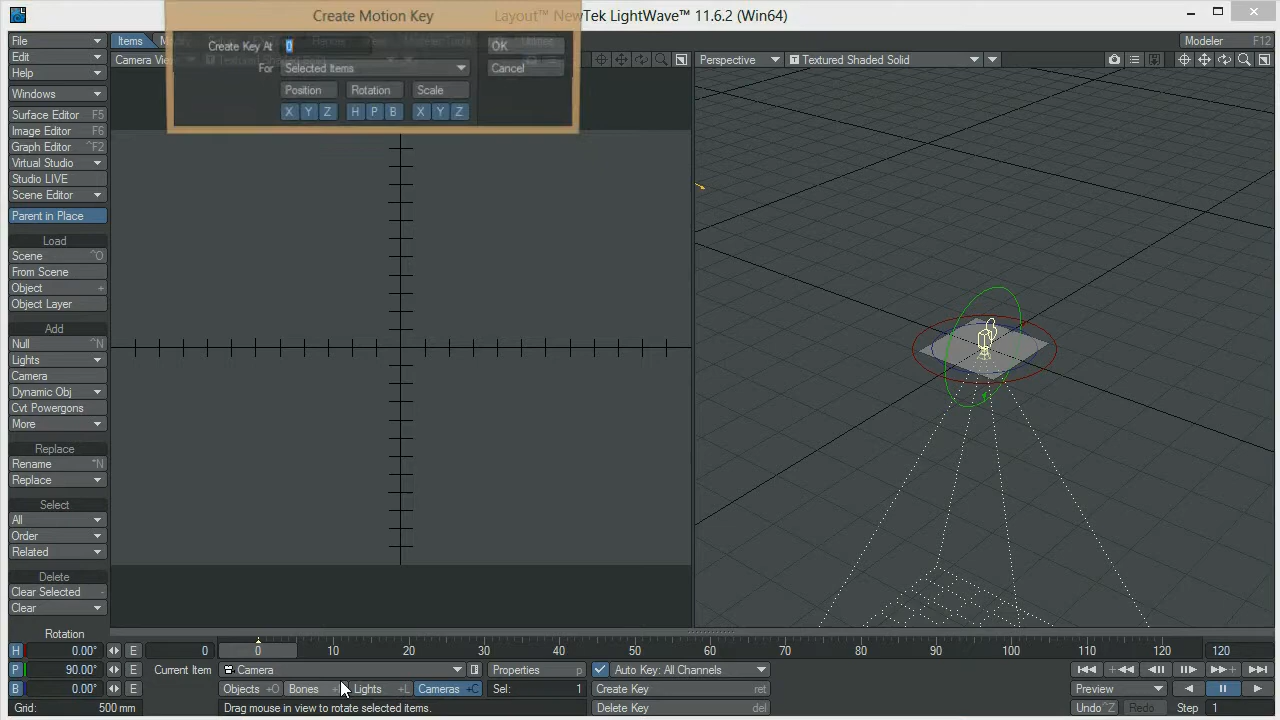 Create Motion Key
Layout™ NewTek LightWave™ 11.6.2 (Win64)
Create Key At 0
OK
For Selected Items
Cancel
Position Rotation Scale
X Y Z H P B X Y Z
File
Edit
Help
Windows
Surface Editor F5
Image Editor F6
Graph Editor ^F2
Virtual Studio
Studio LIVE
Scene Editor
Parent in Place
Load
Scene ^O
From Scene
Object +
Object Layer
Add
Null ^N
Lights
Camera
Dynamic Obj
Cvt Powergons
More
Replace
Rename ^N
Replace
Select
All
Order
Related
Delete
Clear Selected -
Clear
Items
Camera
Perspective
Textured Shaded Solid
Modeler F12
Rotation
H 0.00° E
P 90.00° E
B 0.00° E
Grid: 500 mm
0
0 10 20 30 40 50 60 70 80 90 100 110 120 120
Current Item Camera Properties p Auto Key: All Channels
Objects +O Bones Lights +L Cameras +C Sel: 1 Create Key ret
Drag mouse in view to rotate selected items. Delete Key del
Preview
Undo ^Z Redo Step 1